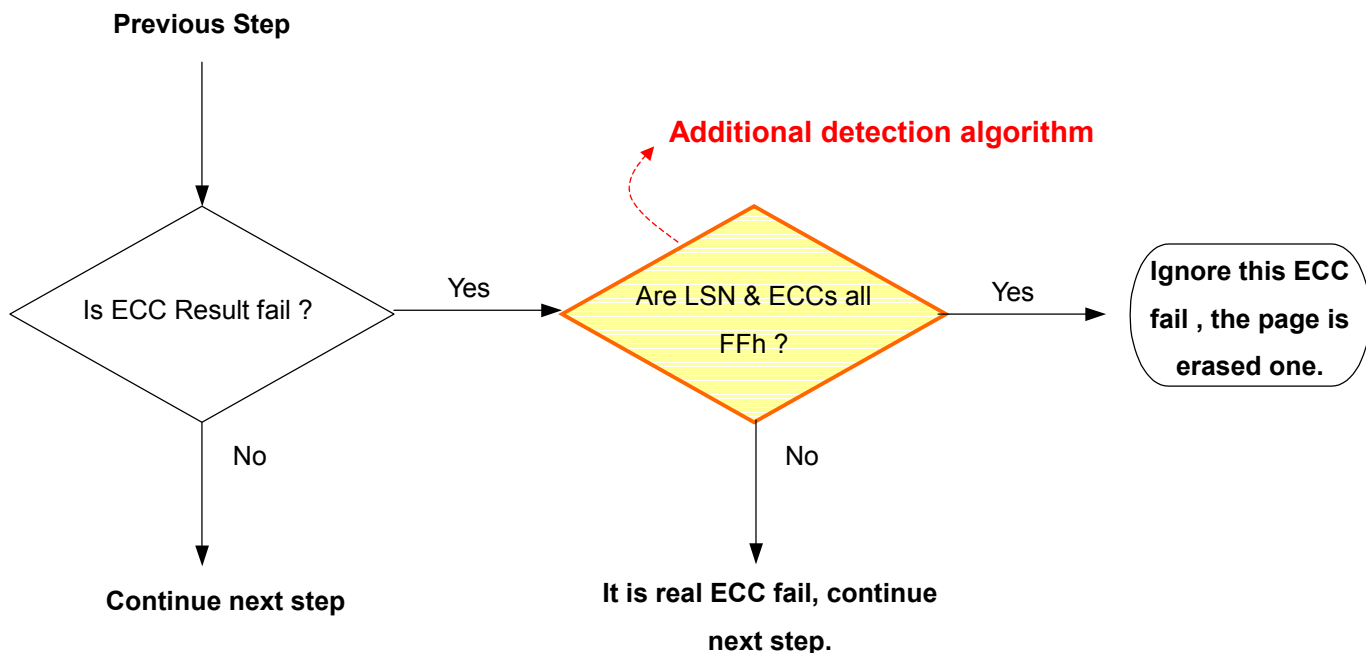 Previous Step
Additional detection algorithm
Is ECC Result fail ?
Yes
Are LSN & ECCs all
FFh ?
Yes
Ignore this ECC
fail , the page is
erased one.
No
No
Continue next step
It is real ECC fail, continue
next step.